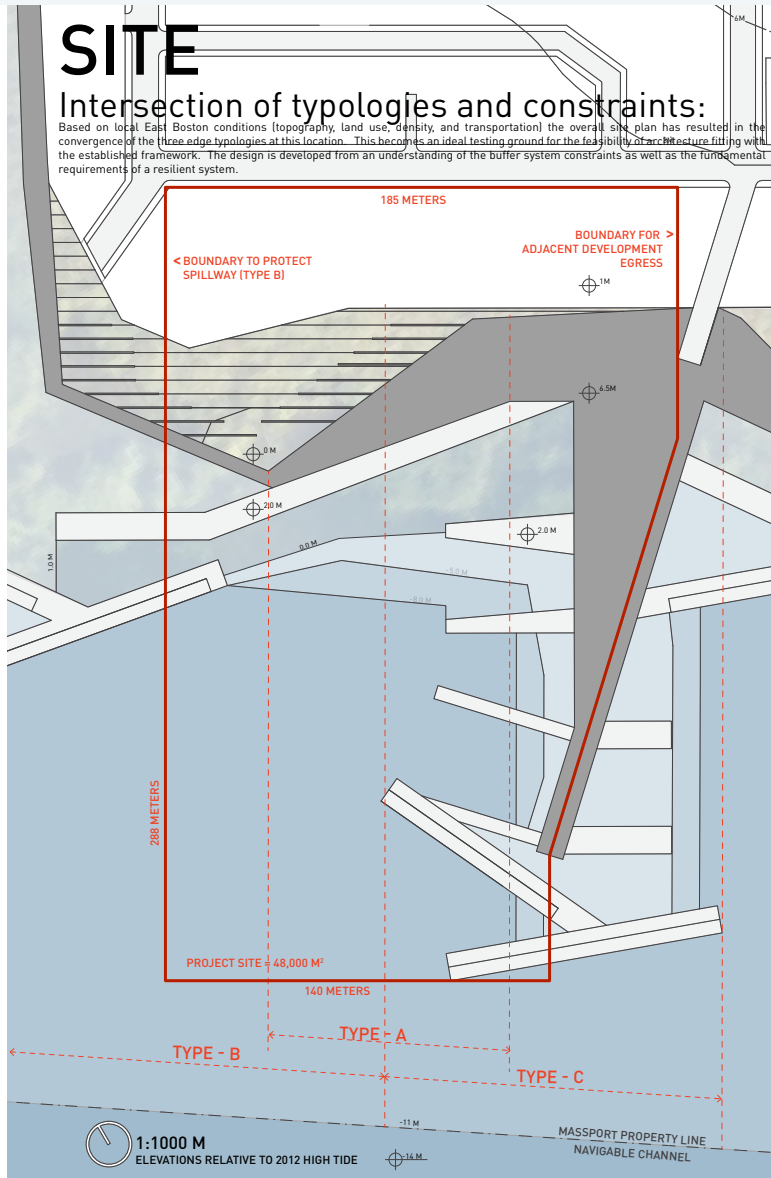 6M
SITE
Intersection of typologies and constraints:
Based on local East Boston conditions (topography, land use, density, and transportation) the overall site plan has resulted in the
convergence of the three edge typologies at this location. This becomes an ideal testing ground for the feasibility of architecture fitting with
the established framework. The design is developed from an understanding of the buffer system constraints as well as the fundamental
requirements of a resilient system.
185 METERS
< BOUNDARY TO PROTECT
SPILLWAY (TYPE B)
BOUNDARY FOR >
ADJACENT DEVELOPMENT
EGRESS
1M
6.5M
0 M
2.0 M
2.0 M
1.0 M
0.0 M
-5.0 M
-8.0 M
288 METERS
PROJECT SITE = 48,000 M²
140 METERS
TYPE - A
TYPE - B
TYPE - C
-11 M
MASSPORT PROPERTY LINE
NAVIGABLE CHANNEL
1:1000 M
ELEVATIONS RELATIVE TO 2012 HIGH TIDE
-14 M